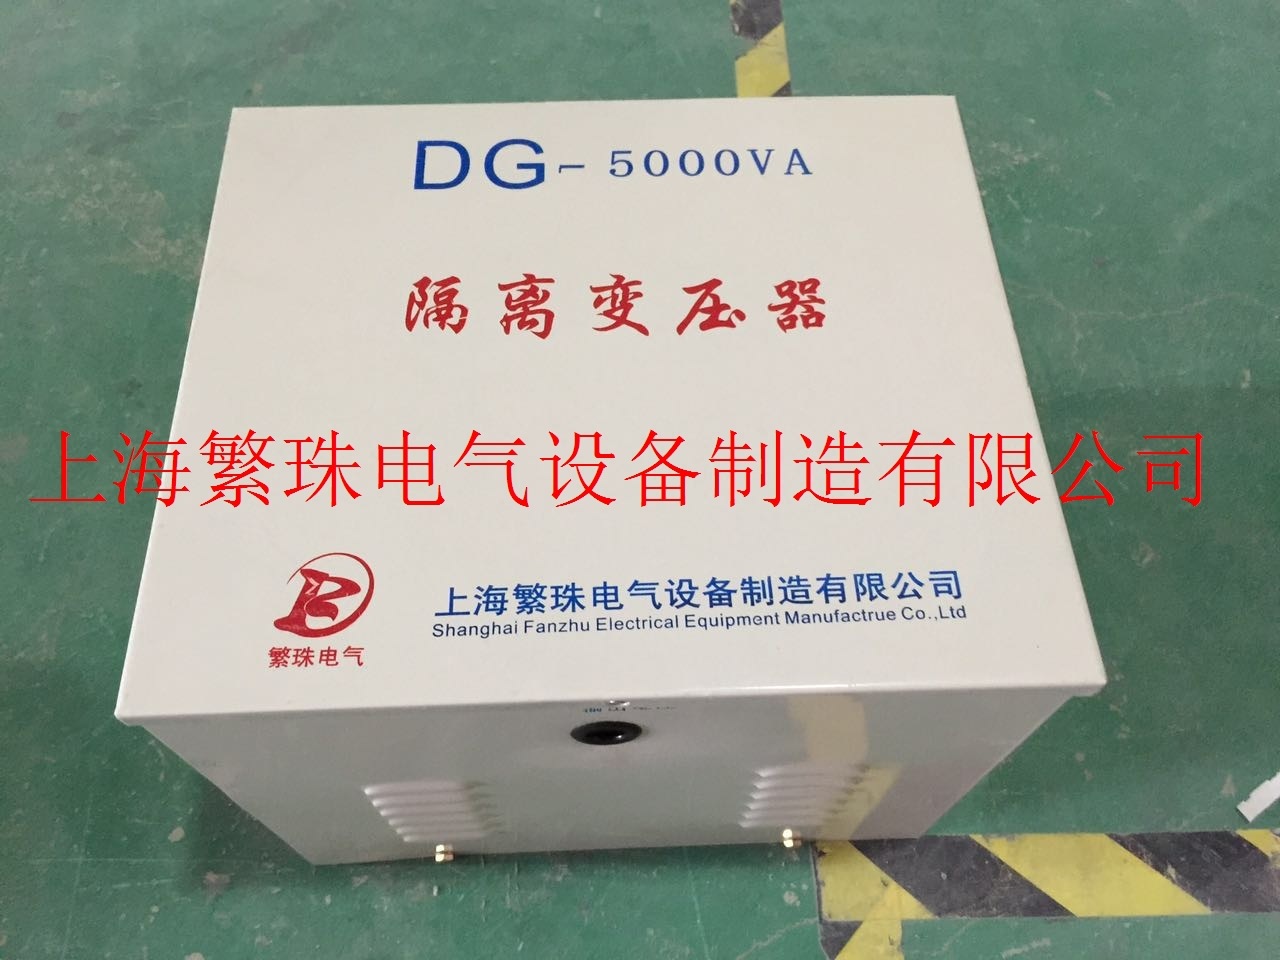 DG-5000VA
隔离变压器
上海繁珠电气设备制造有限公司
上海繁珠电气设备制造有限公司
Shanghai Fanzhu Electrical Equipment Manufactrue Co.,Ltd
繁珠电气